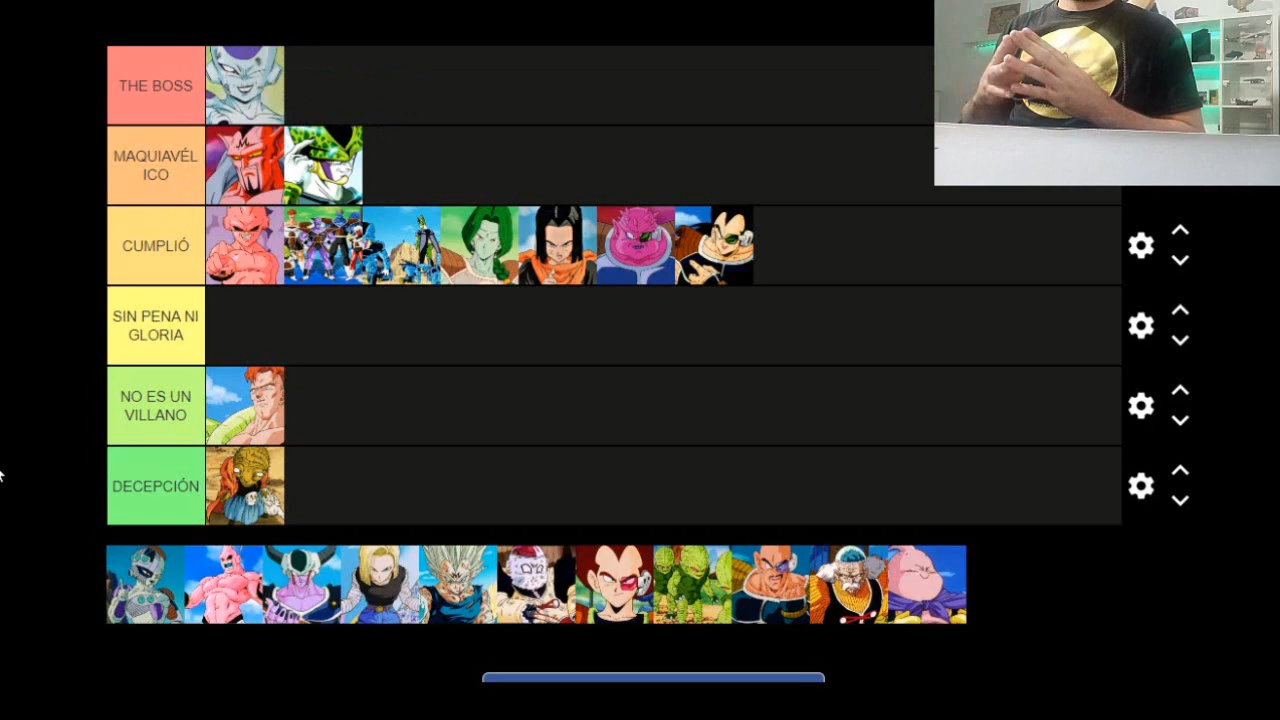 THE BOSS
MAQUIAVÉL
ICO
CUMPLIÓ
SIN PENA NI
GLORIA
NO ES UN
VILLANO
DECEPCIÓN